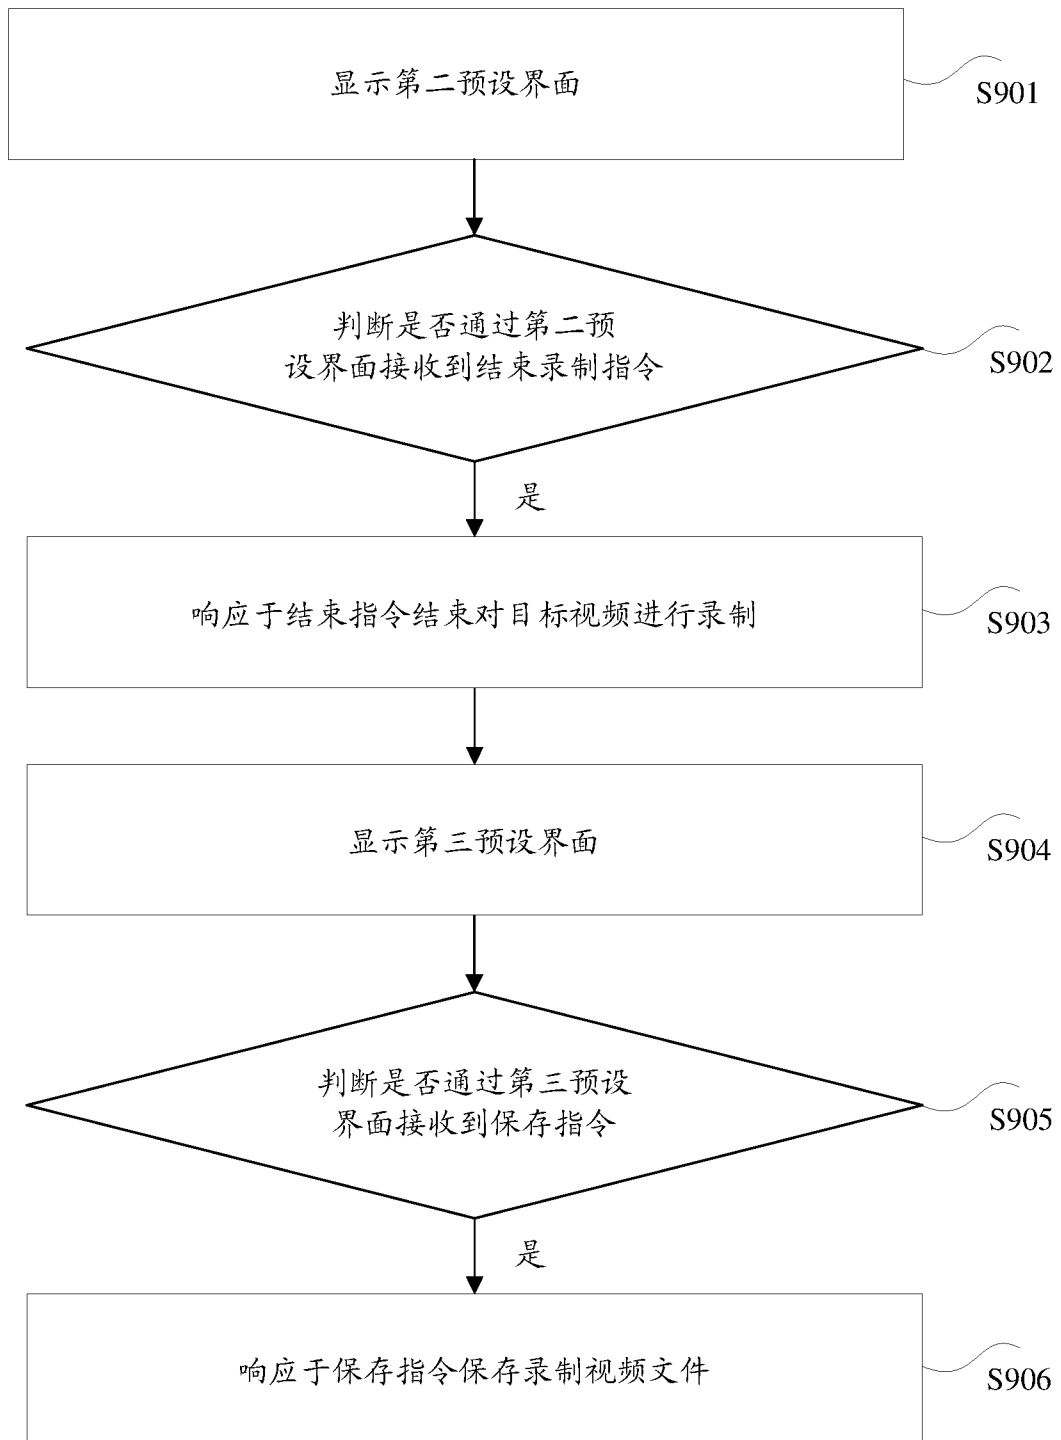 显示第二预设界面
S901
判断是否通过第二预
设界面接收到结束录制指令
S902
是
响应于结束指令结束对目标视频进行录制
S903
显示第三预设界面
S904
判断是否通过第三预设
界面接收到保存指令
S905
是
响应于保存指令保存录制视频文件
S906